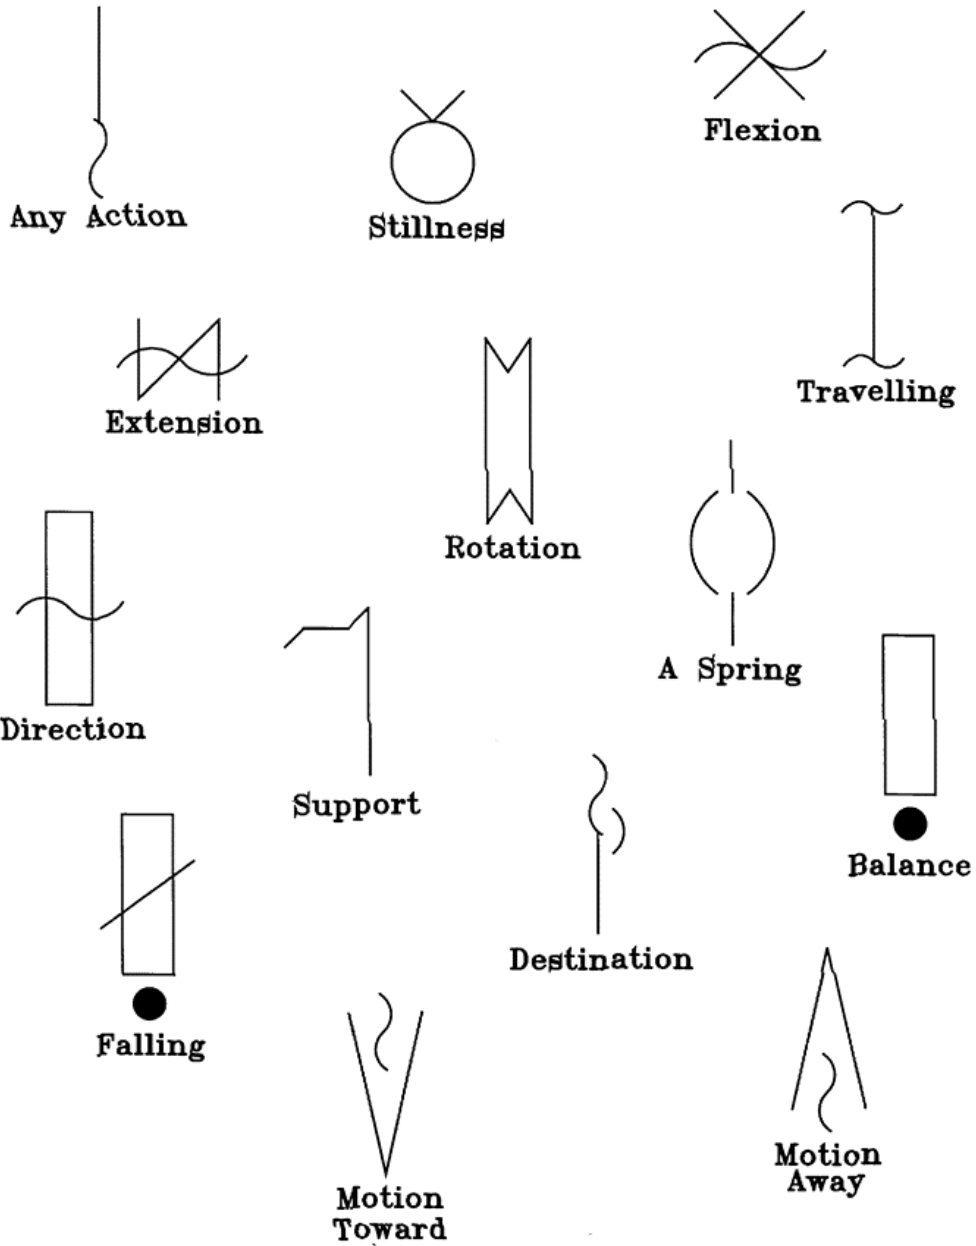 Flexion
Any Action
Stillness
Travelling
Extension
Rotation
A Spring
Direction
Support
Balance
Destination
Falling
Motion
Away
Motion
Toward